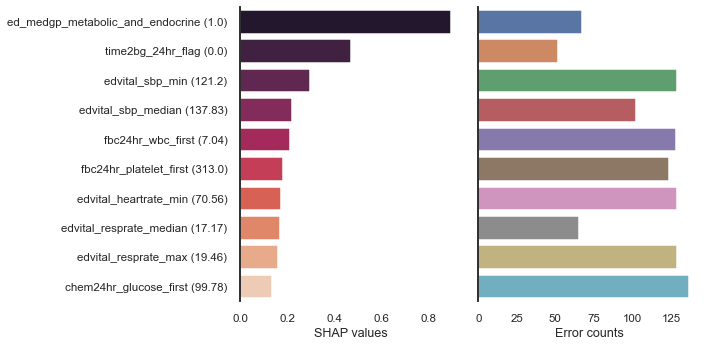 ed_medgp_metabolic_and_endocrine (1.0)
time2bg_24hr_flag (0.0)
edvital_sbp_min (121.2)
edvital_sbp_median (137.83)
fbc24hr_wbc_first (7.04)
fbc24hr_platelet_first (313.0)
edvital_heartrate_min (70.56)
edvital_resprate_median (17.17)
edvital_resprate_max (19.46)
chem24hr_glucose_first (99.78)
0.0 0.2 0.4 0.6 0.8
SHAP values
0 25 50 75 100 125
Error counts